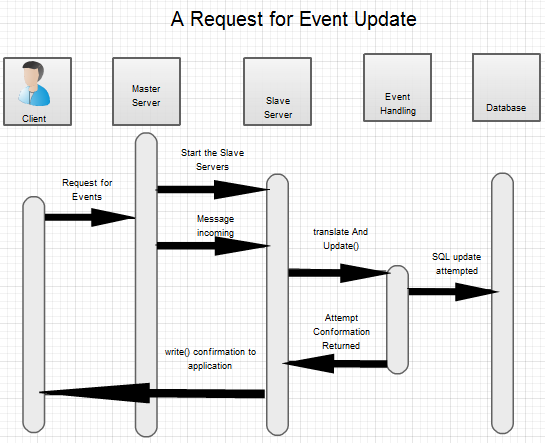 A Request for Event Update
Client
Master
Server
Slave
Server
Event
Handling
Database
Start the Slave
Servers
Request for
Events
Message
incoming
translate And
Update()
SQL update
attempted
Attempt
Conformation
Returned
write() confirmation to
application